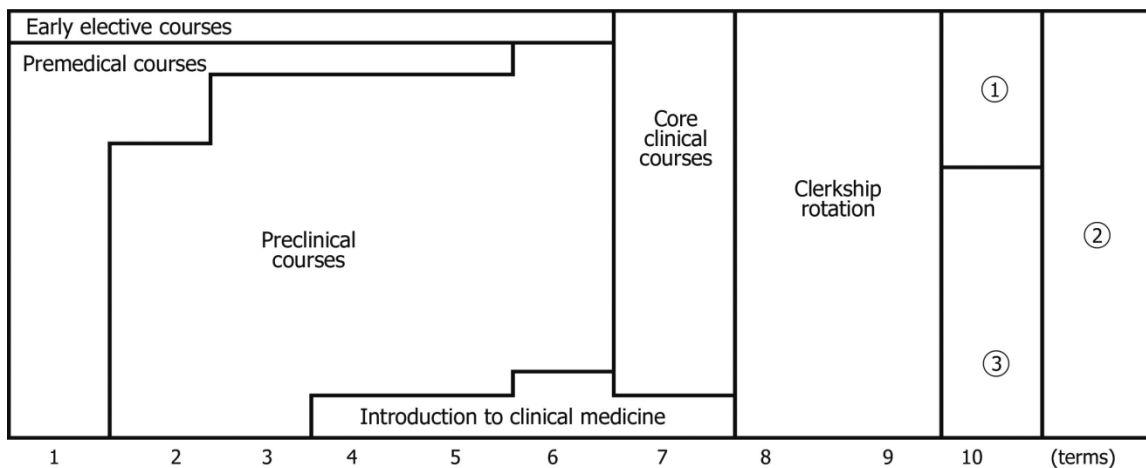 Early elective courses
Premedical courses
Preclinical
courses
Introduction to clinical medicine
Core
clinical
courses
Clerkship
rotation
①
②
③
1 2 3 4 5 6 7 8 9 10 (terms)